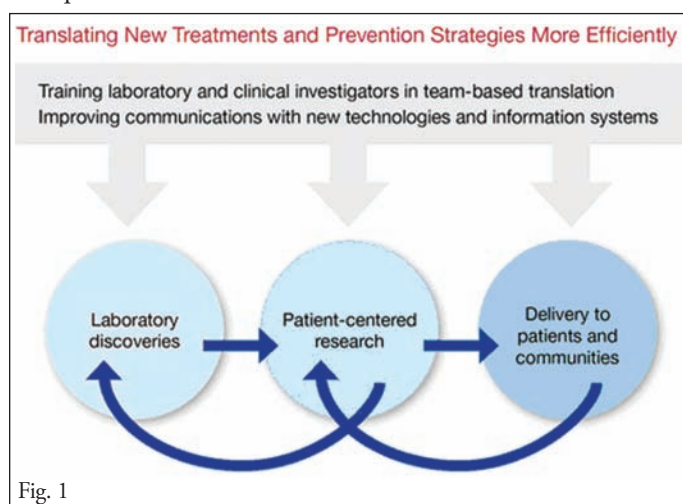 Translating New Treatments and Prevention Strategies More Efficiently
Training laboratory and clinical investigators in team-based translation
Improving communications with new technologies and information systems
Laboratory
discoveries
Patient-centered
research
Delivery to
patients and
communities
Fig. 1